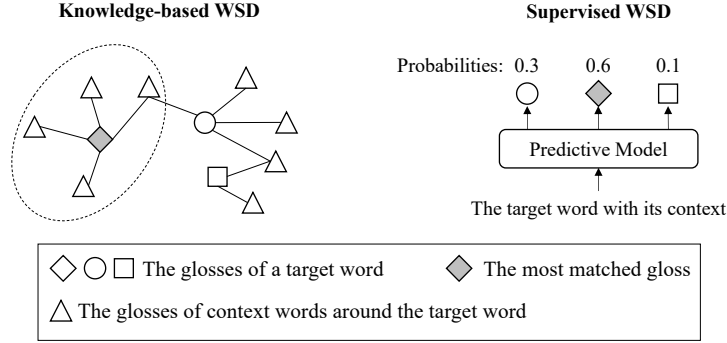 Knowledge-based WSD
Supervised WSD
Probabilities: 0.3 0.6 0.1
Predictive Model
The target word with its context
The glosses of a target word
The most matched gloss
The glosses of context words around the target word